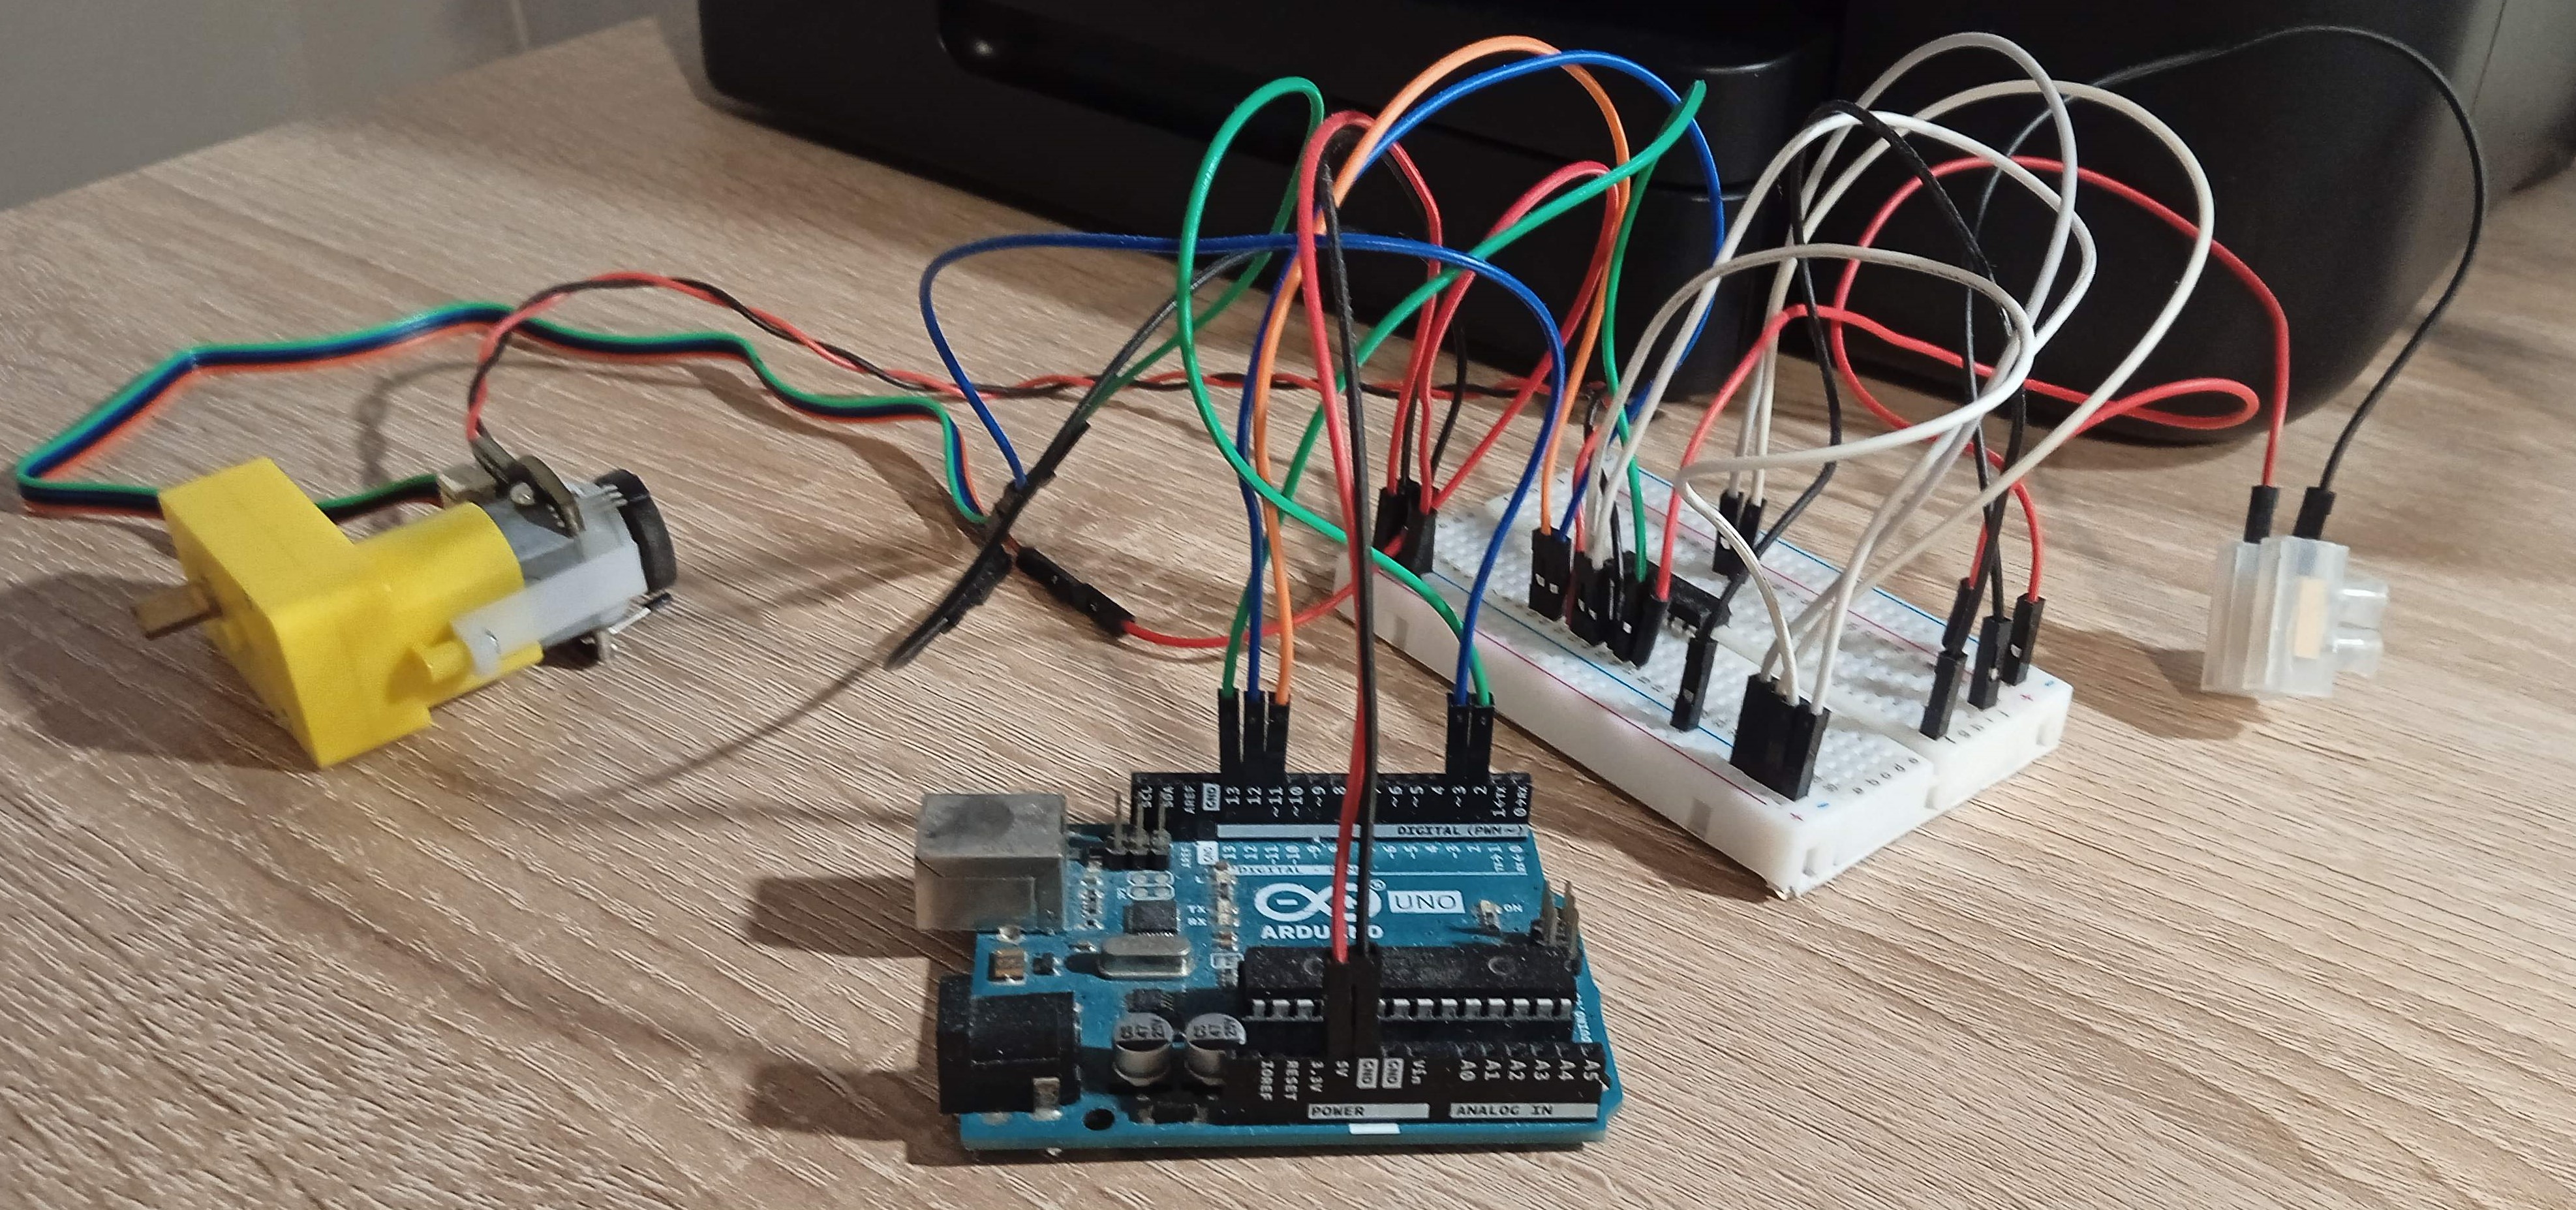 SCL
SDA
AREF
GND
13
12
~11
~10
~9
8
7
~6
~5
4
~3
2
1→TX
0←RX
DIGITAL (PWM~)
TX
RX
UNO
ON
ARDU NO
IOREF
RESET
3.3V
5V
GND
GND
Vin
A0
A1
A2
A3
A4
A5
POWER
ANALOG IN